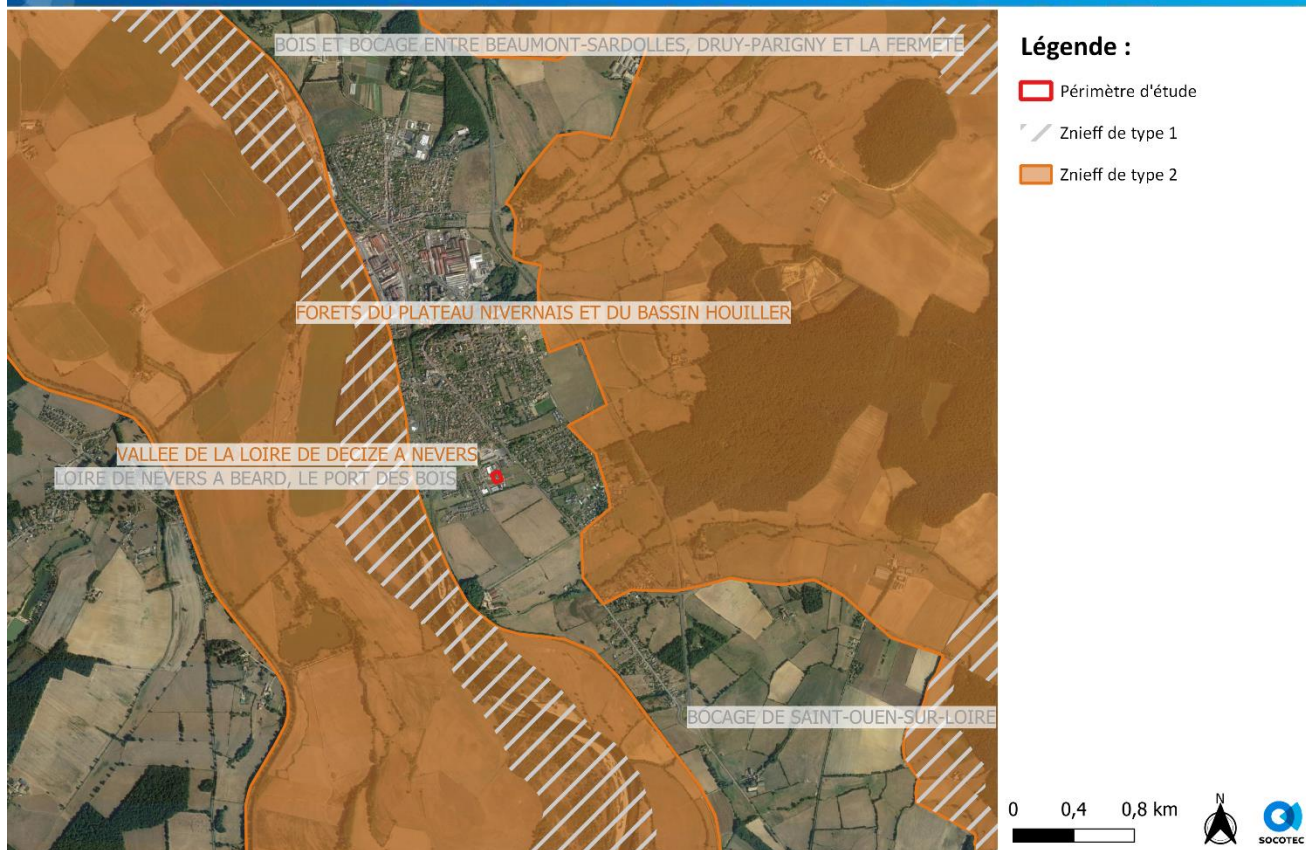 BOIS ET BOCAGE ENTRE BEAUMONT-SARDOLLES, DRUY-PARIGNY ET LA FERMETE
FORETS DU PLATEAU NIVERNAIS ET DU BASSIN HOUILLER
VALLEE DE LA LOIRE DE DECIZE A NEVERS
LOIRE DE NEVERS A BEARD, LE PORT DES BOIS
BOCAGE DE SAINT-OUEN-SUR-LOIRE
Légende :
Périmètre d'étude
Znieff de type 1
Znieff de type 2
0 0,4 0,8 km
N
SOCOTEC